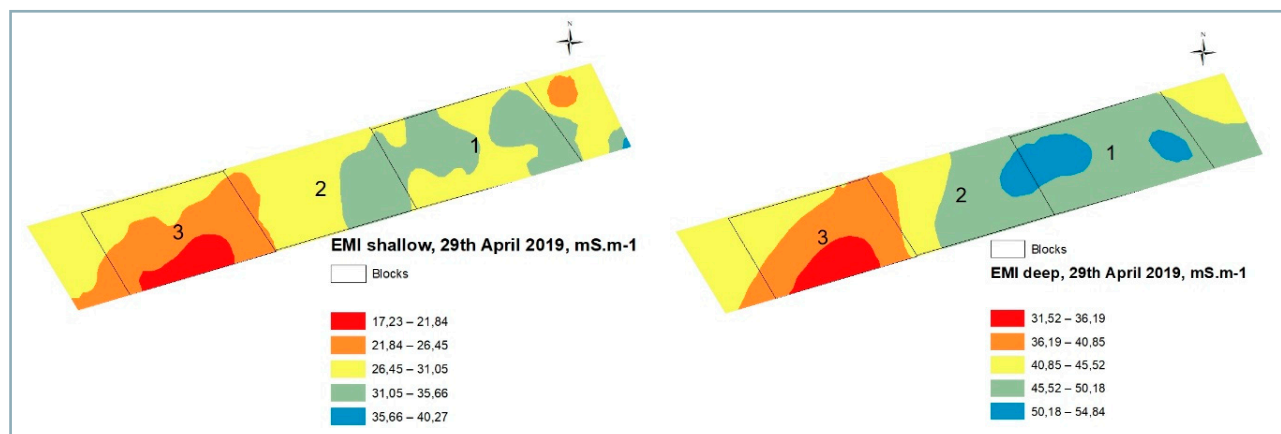 N
1
2
3
EMI shallow, 29th April 2019, mS.m-1
Blocks
17,23 – 21,84
21,84 – 26,45
26,45 – 31,05
31,05 – 35,66
35,66 – 40,27
N
1
2
3
Blocks
EMI deep, 29th April 2019, mS.m-1
31,52 – 36,19
36,19 – 40,85
40,85 – 45,52
45,52 – 50,18
50,18 – 54,84